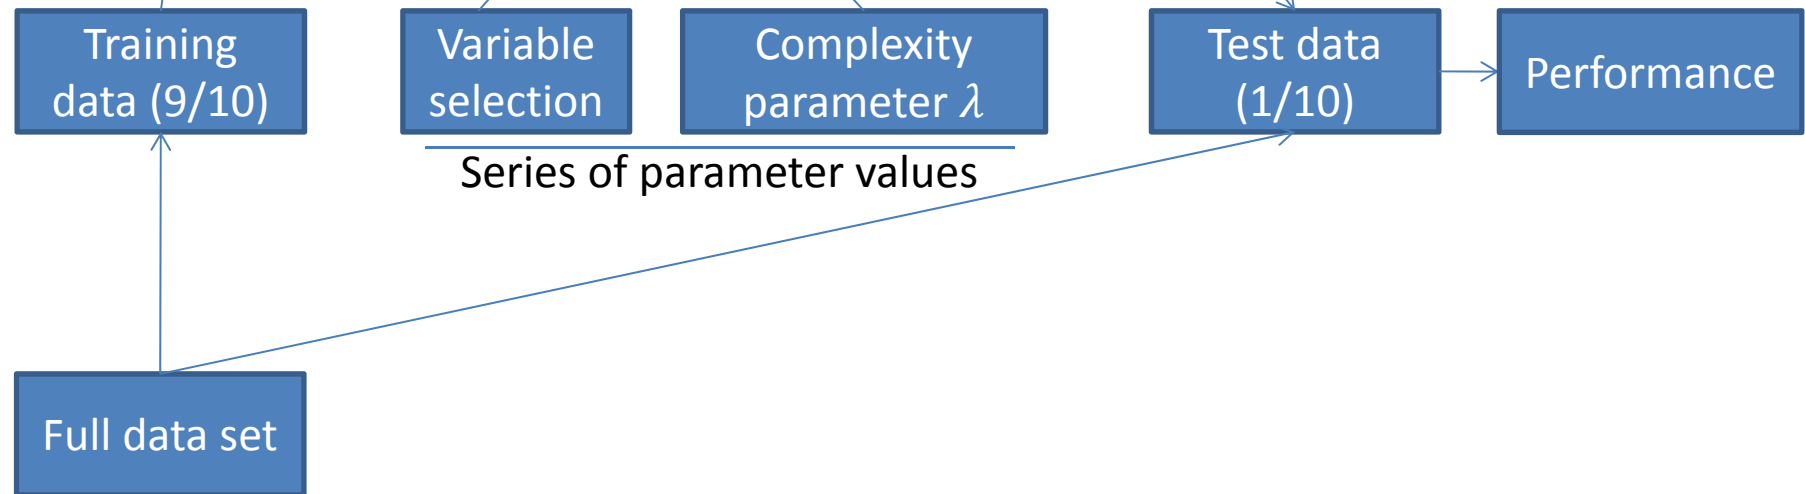 Training
data (9/10)
Variable
selection
Complexity
parameter λ
Test data
(1/10)
Performance
Series of parameter values
Full data set